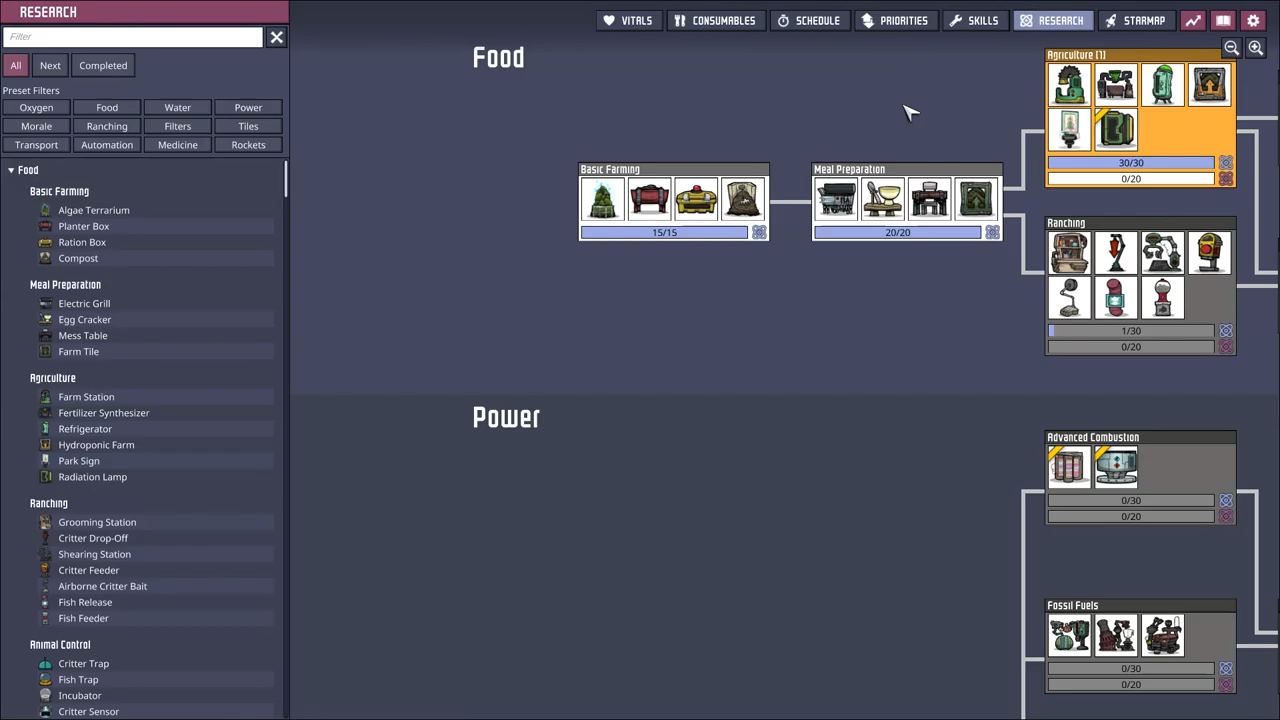 RESEARCH
VITALS
CONSUMABLES
SCHEDULE
PRIORITIES
SKILLS
RESEARCH
STARMAP
Filter
All
Next
Completed
Preset Filters
Oxygen
Food
Water
Power
Morale
Ranching
Filters
Tiles
Transport
Automation
Medicine
Rockets
Food
Basic Farming
Algae Terrarium
Planter Box
Ration Box
Compost
Meal Preparation
Electric Grill
Egg Cracker
Mess Table
Farm Tile
Agriculture
Farm Station
Fertilizer Synthesizer
Refrigerator
Hydroponic Farm
Park Sign
Radiation Lamp
Ranching
Grooming Station
Critter Drop-Off
Shearing Station
Critter Feeder
Airborne Critter Bait
Fish Release
Fish Feeder
Animal Control
Critter Trap
Fish Trap
Incubator
Critter Sensor
Food
Basic Farming
15/15
Meal Preparation
20/20
Agriculture (1)
30/30
0/20
Ranching
1/30
0/20
Power
Advanced Combustion
0/30
0/20
Fossil Fuels
0/30
0/20